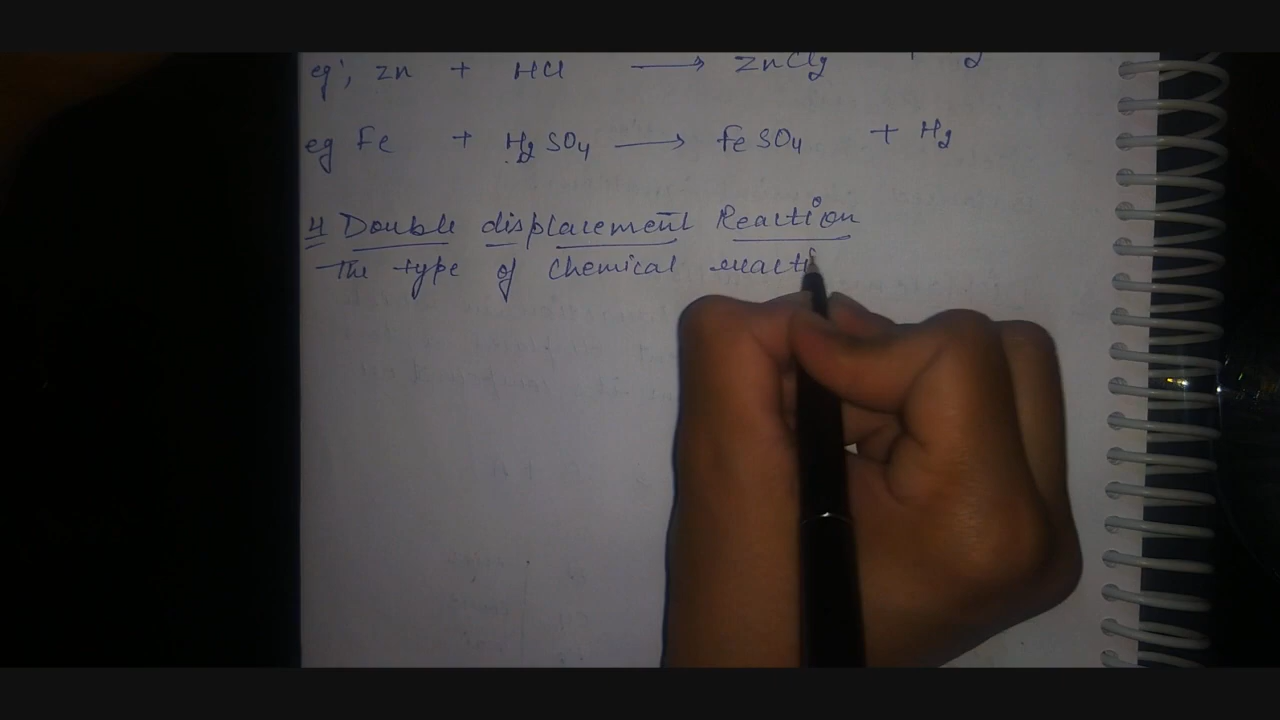 eg; Zn + HCl → ZnCl2 +
eg Fe + H2SO4 → FeSO4 + H2
4 Double displacement Reaction
The type of Chemical reacti